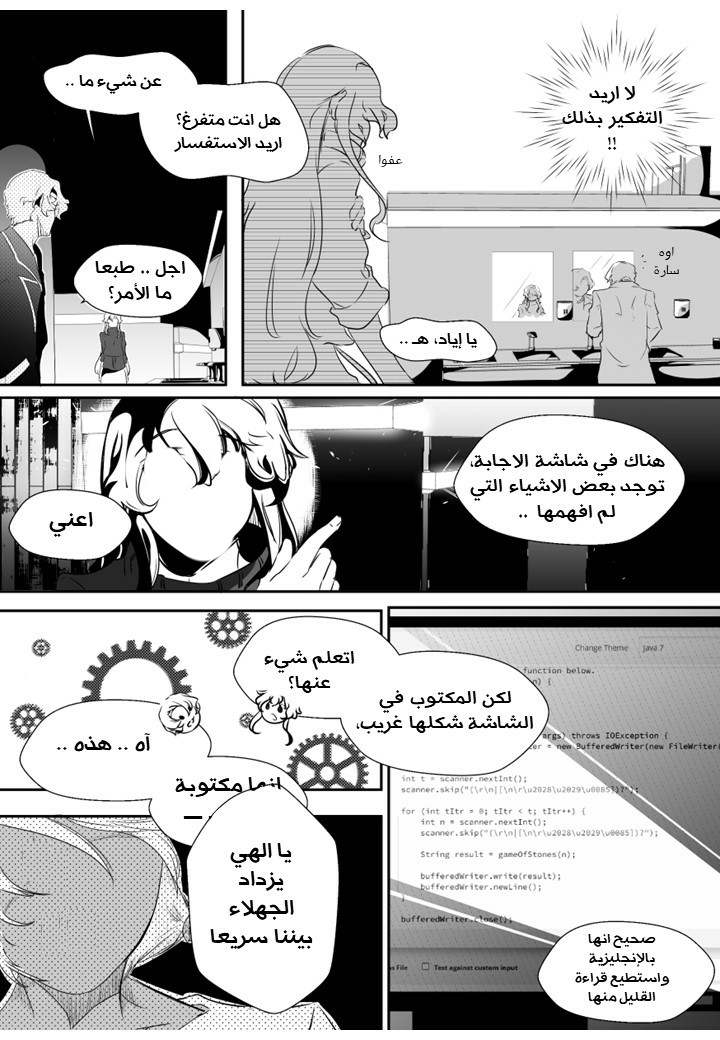 لا اريد
التفكير بذلك
!!
عفوا
اوه
سارة
يا إياد، هـ ..
عن شيء ما ..
هل انت متفرغ؟
اريد الاستفسار
اجل .. طبعا
ما الأمر؟
هناك في شاشة الاجابة،
توجد بعض الاشياء التي
لم افهمها ..
اعني
Change Theme
Java 7
function below.
n) {
args) throws IOException {
ter = new BufferedWriter(new FileWriter(
int t = scanner.nextInt();
scanner.skip("(\r\n|[\n\r\u2028\u2029\u0085])?");
for (int tItr = 0; tItr < t; tItr++) {
int n = scanner.nextInt();
scanner.skip("(\r\n|[\n\r\u2028\u2029\u0085])?");
String result = gameOfStones(n);
bufferedWriter.write(result);
bufferedWriter.newLine();
}
bufferedWriter.close();
File
Test against custom input
صحيح انها
بالإنجليزية
واستطيع قراءة
القليل منها
لكن المكتوب في
الشاشة شكلها غريب،
اتعلم شيء
عنها؟
آه .. هذه ..
إنها مكتوبة
يا الهي
يزداد
الجهلاء
بيننا سريعا